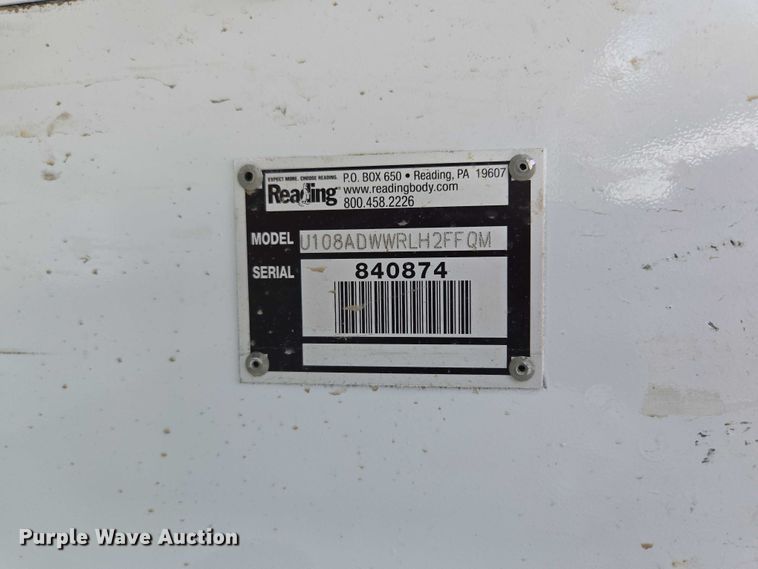 EXPECT MORE. CHOOSE READING.
Reading®
P.O. BOX 650 • Reading, PA 19607
www.readingbody.com
800.458.2226
MODEL U108ADWWRLH2FFQM
SERIAL 840874
Purple Wave Auction